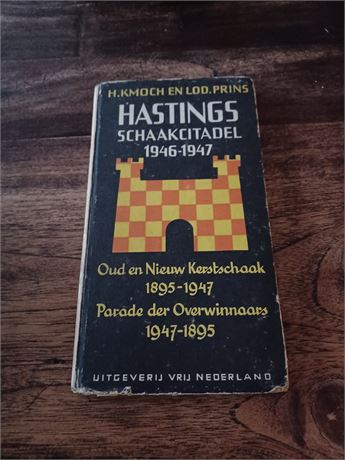 H. KMOCH EN LOD. PRINS
HASTINGS
SCHAAKCITADEL
1946-1947
Oud en Nieuw Kerstschaak
1895-1947
Parade der Overwinnaars
1947-1895
UITGEVERIJ VRIJ NEDERLAND